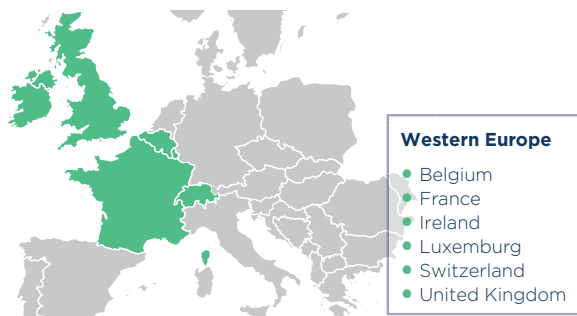 Western Europe
Belgium
France
Ireland
Luxemburg
Switzerland
United Kingdom